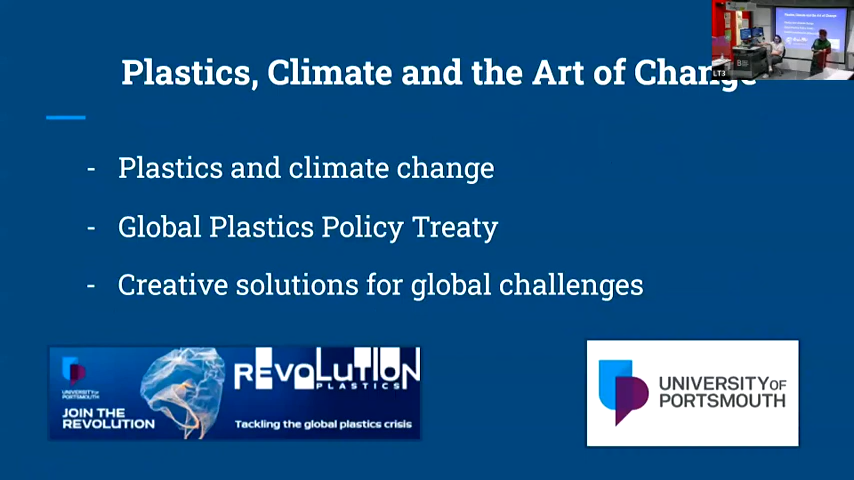 Plastics, Climate and the Art of Change
- Plastics and climate change
- Global Plastics Policy Treaty
- Creative solutions for global challenges
UNIVERSITY OF
PORTSMOUTH
JOIN THE
REVOLUTION
REVOLUTION
PLASTICS
Tackling the global plastics crisis
UNIVERSITY OF
PORTSMOUTH
LT3